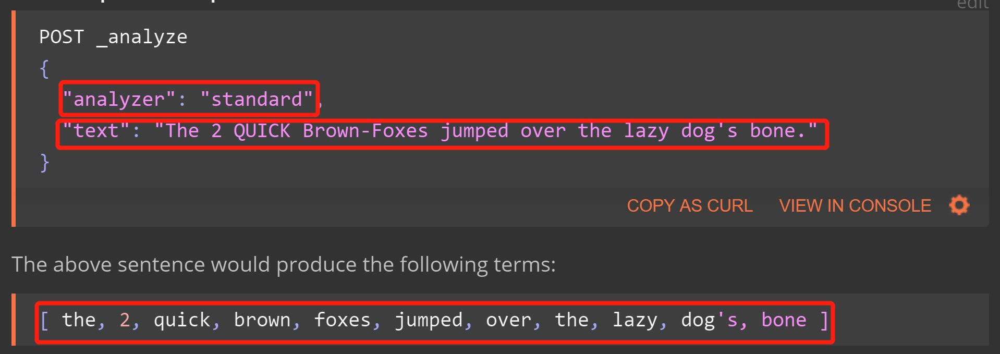 edit
POST _analyze
{
"analyzer": "standard",
"text": "The 2 QUICK Brown-Foxes jumped over the lazy dog's bone."
}
COPY AS CURL VIEW IN CONSOLE
The above sentence would produce the following terms:
[ the, 2, quick, brown, foxes, jumped, over, the, lazy, dog's, bone ]